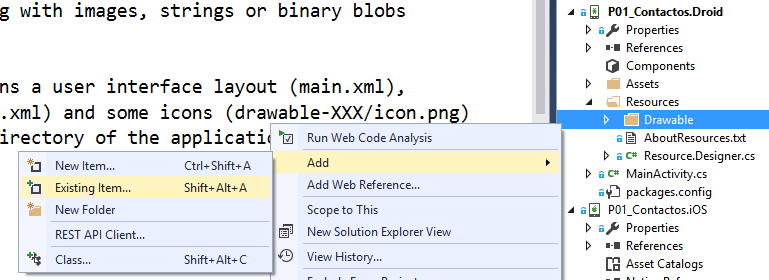 g with images, strings or binary blobs
ns a user interface layout (main.xml),
.xml) and some icons (drawable-XXX/icon.png)
directory of the applicatio
Run Web Code Analysis
Add
Add Web Reference...
Scope to This
New Solution Explorer View
View History...
New Item... Ctrl+Shift+A
Existing Item... Shift+Alt+A
New Folder
REST API Client...
Class... Shift+Alt+C
P01_Contactos.Droid
Properties
References
Components
Assets
Resources
Drawable
AboutResources.txt
Resource.Designer.cs
MainActivity.cs
packages.config
P01_Contactos.iOS
Properties
References
Asset Catalogs